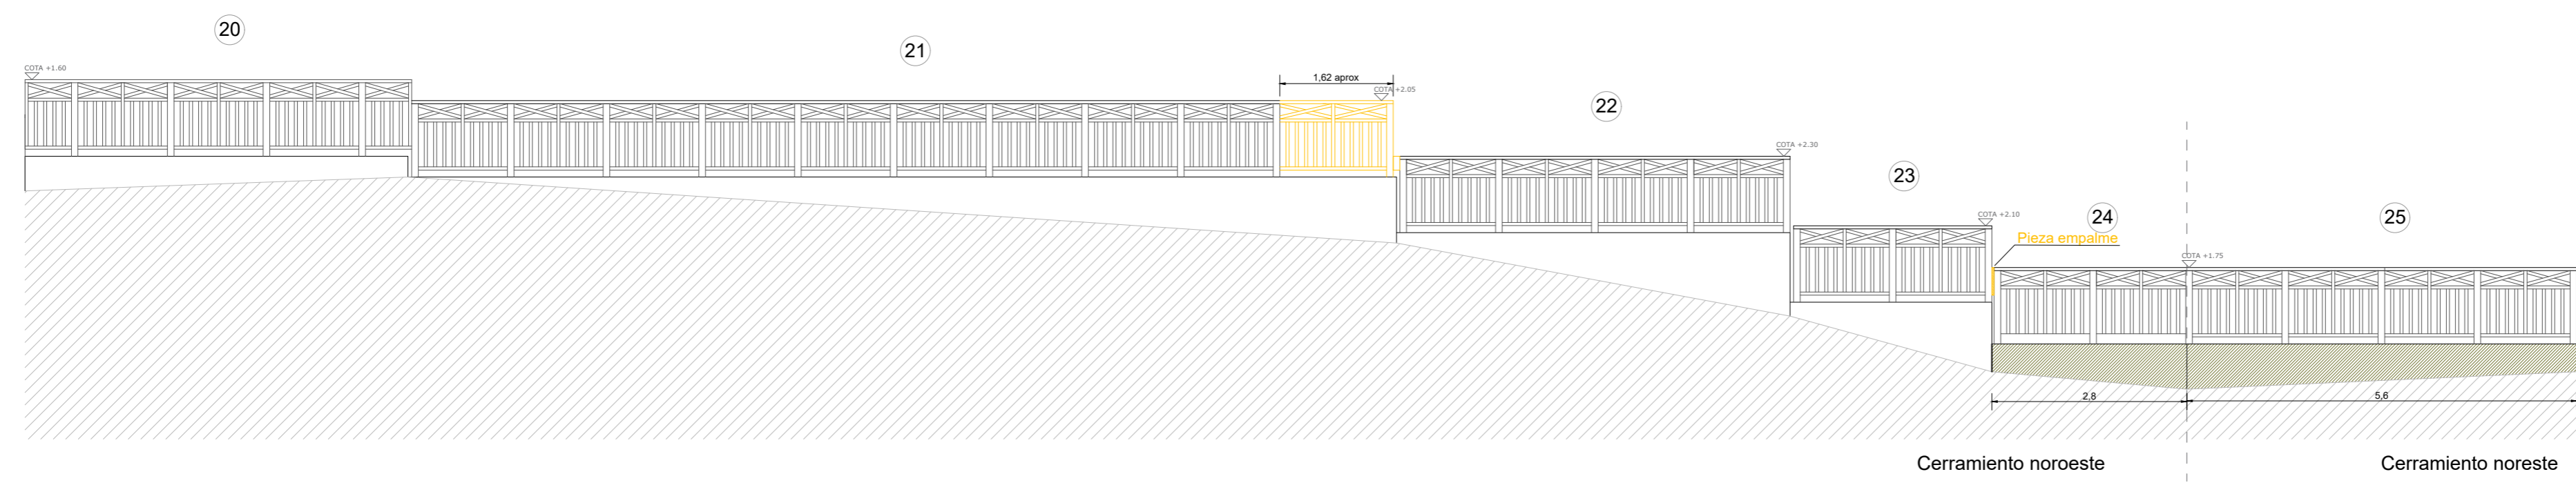 20
21
COTA +1.60
1,62 aprox
COTA +2.05
22
COTA +2.30
23
COTA +2.10
24
25
Pieza empalme
COTA +1.75
2,8
5,6
Cerramiento noroeste
Cerramiento noreste